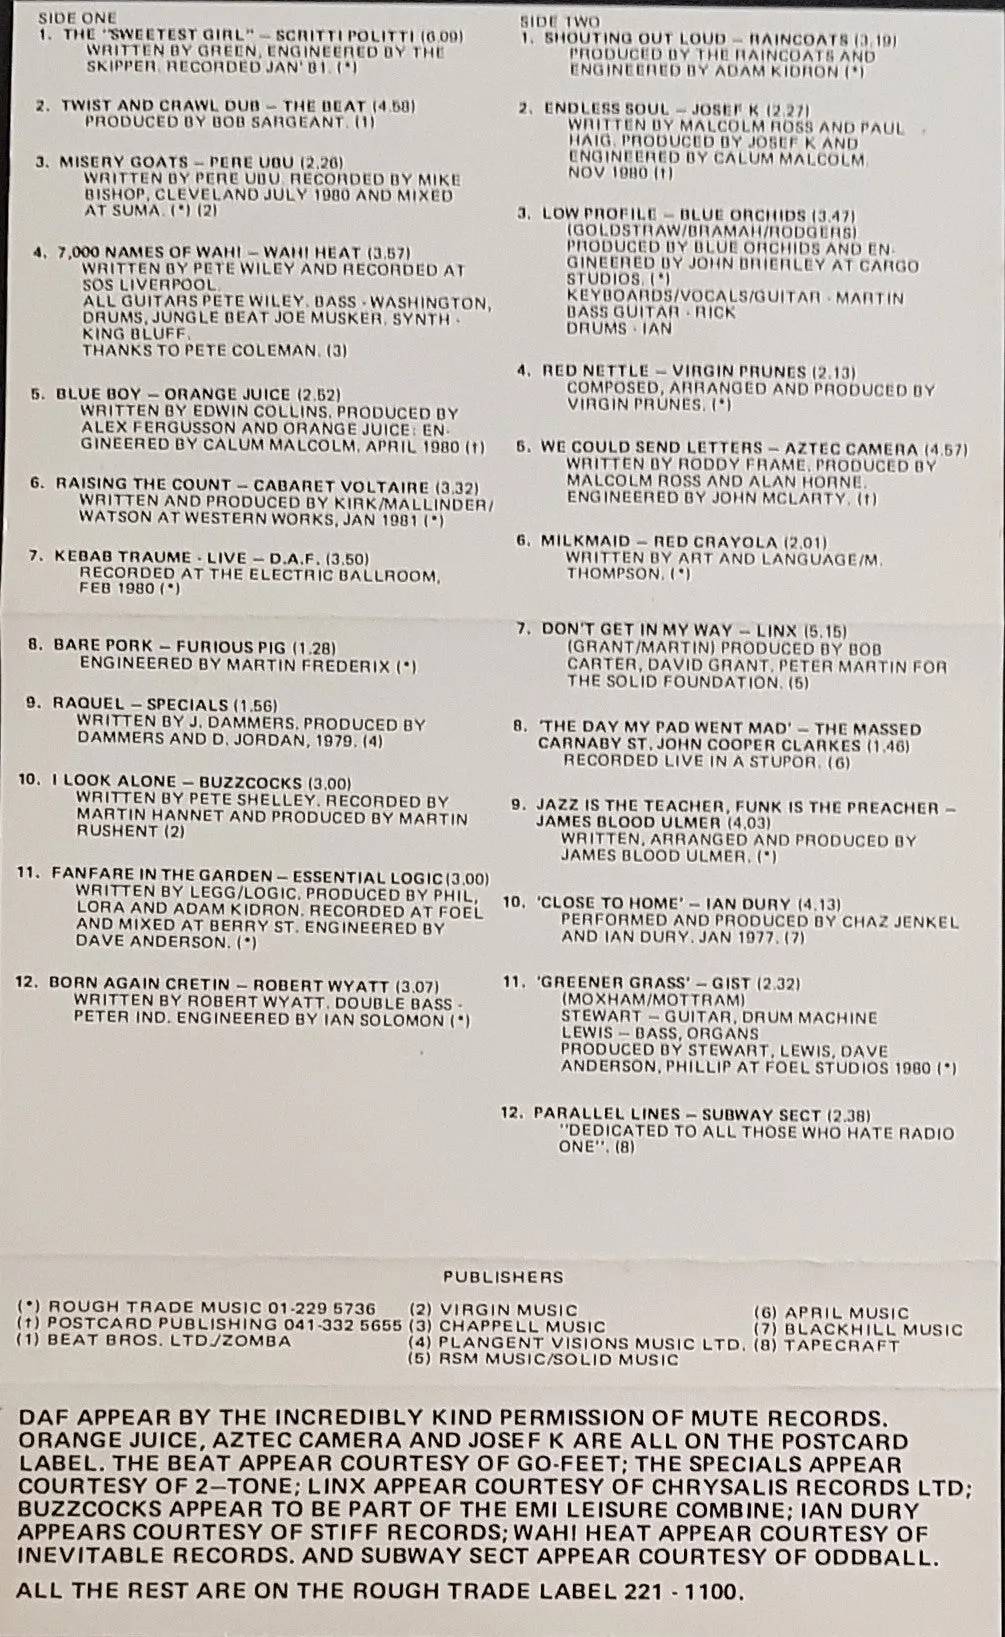 SIDE ONE
1. THE "SWEETEST GIRL" – SCRITTI POLITTI (6.09)
WRITTEN BY GREEN, ENGINEERED BY THE
SKIPPER. RECORDED JAN' 81. (*)
2. TWIST AND CRAWL DUB – THE BEAT (4.58)
PRODUCED BY BOB SARGEANT. (1)
3. MISERY GOATS – PERE UBU (2.26)
WRITTEN BY PERE UBU. RECORDED BY MIKE
BISHOP, CLEVELAND JULY 1980 AND MIXED
AT SUMA. (*) (2)
4. 7,000 NAMES OF WAH! – WAH! HEAT (3.57)
WRITTEN BY PETE WILEY AND RECORDED AT
SOS LIVERPOOL.
ALL GUITARS PETE WILEY. BASS - WASHINGTON,
DRUMS, JUNGLE BEAT JOE MUSKER. SYNTH -
KING BLUFF.
THANKS TO PETE COLEMAN. (3)
5. BLUE BOY – ORANGE JUICE (2.52)
WRITTEN BY EDWIN COLLINS. PRODUCED BY
ALEX FERGUSSON AND ORANGE JUICE; EN-
GINEERED BY CALUM MALCOLM. APRIL 1980 (†)
6. RAISING THE COUNT – CABARET VOLTAIRE (3.32)
WRITTEN AND PRODUCED BY KIRK/MALLINDER/
WATSON AT WESTERN WORKS, JAN 1981 (*)
7. KEBAB TRAUME - LIVE – D.A.F. (3.50)
RECORDED AT THE ELECTRIC BALLROOM,
FEB 1980 (*)
8. BARE PORK – FURIOUS PIG (1.28)
ENGINEERED BY MARTIN FREDERIX (*)
9. RAQUEL – SPECIALS (1.56)
WRITTEN BY J. DAMMERS. PRODUCED BY
DAMMERS AND D. JORDAN, 1979. (4)
10. I LOOK ALONE – BUZZCOCKS (3.00)
WRITTEN BY PETE SHELLEY. RECORDED BY
MARTIN HANNET AND PRODUCED BY MARTIN
RUSHENT (2)
11. FANFARE IN THE GARDEN – ESSENTIAL LOGIC (3.00)
WRITTEN BY LEGG/LOGIC. PRODUCED BY PHIL,
LORA AND ADAM KIDRON. RECORDED AT FOEL
AND MIXED AT BERRY ST. ENGINEERED BY
DAVE ANDERSON. (*)
12. BORN AGAIN CRETIN – ROBERT WYATT (3.07)
WRITTEN BY ROBERT WYATT. DOUBLE BASS -
PETER IND. ENGINEERED BY IAN SOLOMON (*)
SIDE TWO
1. SHOUTING OUT LOUD – RAINCOATS (3.19)
PRODUCED BY THE RAINCOATS AND
ENGINEERED BY ADAM KIDRON (*)
2. ENDLESS SOUL – JOSEF K (2.27)
WRITTEN BY MALCOLM ROSS AND PAUL
HAIG. PRODUCED BY JOSEF K AND
ENGINEERED BY CALUM MALCOLM.
NOV 1980 (†)
3. LOW PROFILE – BLUE ORCHIDS (3.47)
(GOLDSTRAW/BRAMAH/RODGERS)
PRODUCED BY BLUE ORCHIDS AND EN-
GINEERED BY JOHN BRIERLEY AT CARGO
STUDIOS. (*)
KEYBOARDS/VOCALS/GUITAR - MARTIN
BASS GUITAR - RICK
DRUMS - IAN
4. RED NETTLE – VIRGIN PRUNES (2.13)
COMPOSED, ARRANGED AND PRODUCED BY
VIRGIN PRUNES. (*)
5. WE COULD SEND LETTERS – AZTEC CAMERA (4.57)
WRITTEN BY RODDY FRAME. PRODUCED BY
MALCOLM ROSS AND ALAN HORNE.
ENGINEERED BY JOHN MCLARTY. (†)
6. MILKMAID – RED CRAYOLA (2.01)
WRITTEN BY ART AND LANGUAGE/M.
THOMPSON. (*)
7. DON'T GET IN MY WAY – LINX (5.15)
(GRANT/MARTIN) PRODUCED BY BOB
CARTER, DAVID GRANT, PETER MARTIN FOR
THE SOLID FOUNDATION. (5)
8. 'THE DAY MY PAD WENT MAD' – THE MASSED
CARNABY ST. JOHN COOPER CLARKES (1.46)
RECORDED LIVE IN A STUPOR. (6)
9. JAZZ IS THE TEACHER, FUNK IS THE PREACHER –
JAMES BLOOD ULMER (4.03)
WRITTEN, ARRANGED AND PRODUCED BY
JAMES BLOOD ULMER. (*)
10. 'CLOSE TO HOME' – IAN DURY (4.13)
PERFORMED AND PRODUCED BY CHAZ JENKEL
AND IAN DURY. JAN 1977. (7)
11. 'GREENER GRASS' – GIST (2.32)
(MOXHAM/MOTTRAM)
STEWART – GUITAR, DRUM MACHINE
LEWIS – BASS, ORGANS
PRODUCED BY STEWART, LEWIS, DAVE
ANDERSON, PHILLIP AT FOEL STUDIOS 1980 (*)
12. PARALLEL LINES – SUBWAY SECT (2.38)
"DEDICATED TO ALL THOSE WHO HATE RADIO
ONE". (8)
PUBLISHERS
(*) ROUGH TRADE MUSIC 01-229 5736
(†) POSTCARD PUBLISHING 041-332 5655
(1) BEAT BROS. LTD./ZOMBA
(2) VIRGIN MUSIC
(3) CHAPPELL MUSIC
(4) PLANGENT VISIONS MUSIC LTD.
(5) RSM MUSIC/SOLID MUSIC
(6) APRIL MUSIC
(7) BLACKHILL MUSIC
(8) TAPECRAFT
DAF APPEAR BY THE INCREDIBLY KIND PERMISSION OF MUTE RECORDS.
ORANGE JUICE, AZTEC CAMERA AND JOSEF K ARE ALL ON THE POSTCARD
LABEL. THE BEAT APPEAR COURTESY OF GO-FEET; THE SPECIALS APPEAR
COURTESY OF 2–TONE; LINX APPEAR COURTESY OF CHRYSALIS RECORDS LTD;
BUZZCOCKS APPEAR TO BE PART OF THE EMI LEISURE COMBINE; IAN DURY
APPEARS COURTESY OF STIFF RECORDS; WAH! HEAT APPEAR COURTESY OF
INEVITABLE RECORDS. AND SUBWAY SECT APPEAR COURTESY OF ODDBALL.
ALL THE REST ARE ON THE ROUGH TRADE LABEL 221 - 1100.